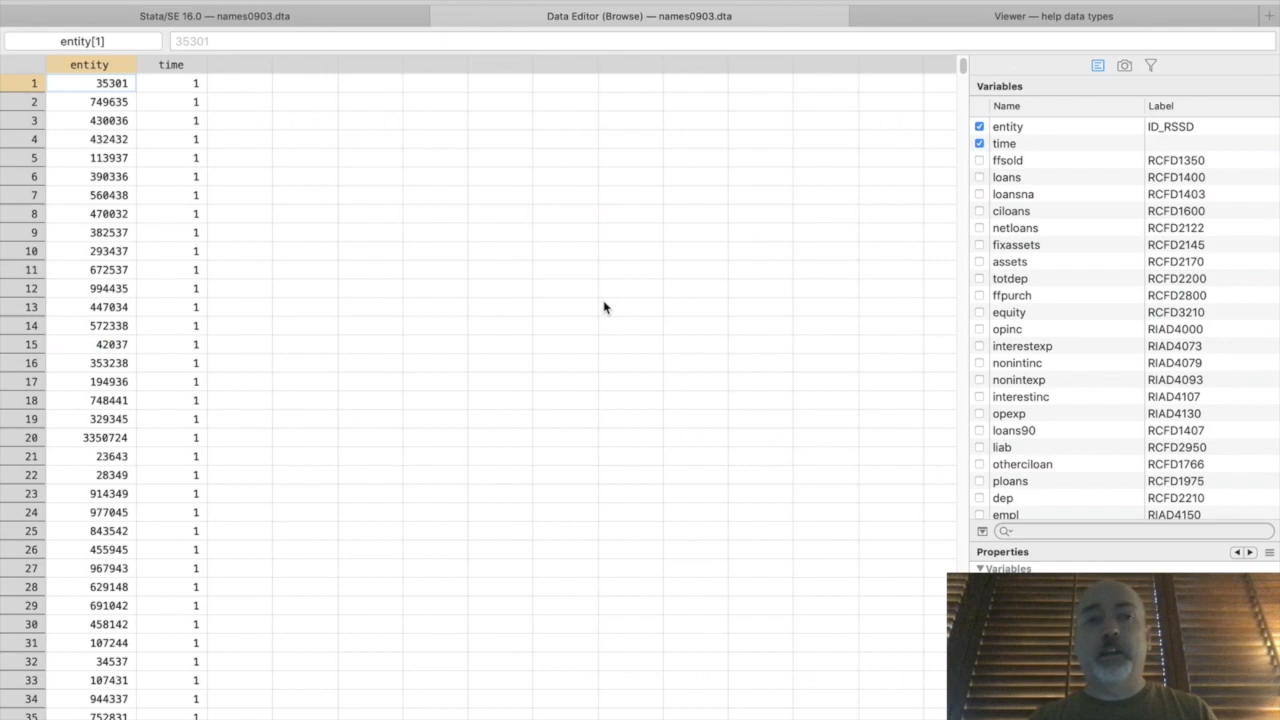 Stata/SE 16.0 — names0903.dta
Data Editor (Browse) — names0903.dta
Viewer — help data types
+
entity[1] 35301
entity time
1 35301 1
2 749635 1
3 430036 1
4 432432 1
5 113937 1
6 390336 1
7 560438 1
8 470032 1
9 382537 1
10 293437 1
11 672537 1
12 994435 1
13 447034 1
14 572338 1
15 42037 1
16 353238 1
17 194936 1
18 748441 1
19 329345 1
20 3350724 1
21 23643 1
22 28349 1
23 914349 1
24 977045 1
25 843542 1
26 455945 1
27 967943 1
28 629148 1
29 691042 1
30 458142 1
31 107244 1
32 34537 1
33 107431 1
34 944337 1
35 752831 1
Variables
Name Label
entity ID_RSSD
time
ffsold RCFD1350
loans RCFD1400
loansna RCFD1403
ciloans RCFD1600
netloans RCFD2122
fixassets RCFD2145
assets RCFD2170
totdep RCFD2200
ffpurch RCFD2800
equity RCFD3210
opinc RIAD4000
interestexp RIAD4073
nonintinc RIAD4079
nonintexp RIAD4093
interestinc RIAD4107
opexp RIAD4130
loans90 RCFD1407
liab RCFD2950
otherciloan RCFD1766
ploans RCFD1975
dep RCFD2210
empl RIAD4150
Properties
Variables